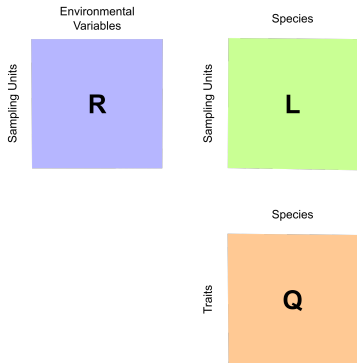 Environmental
Variables
Sampling Units
R
Species
Sampling Units
L
Species
Traits
Q